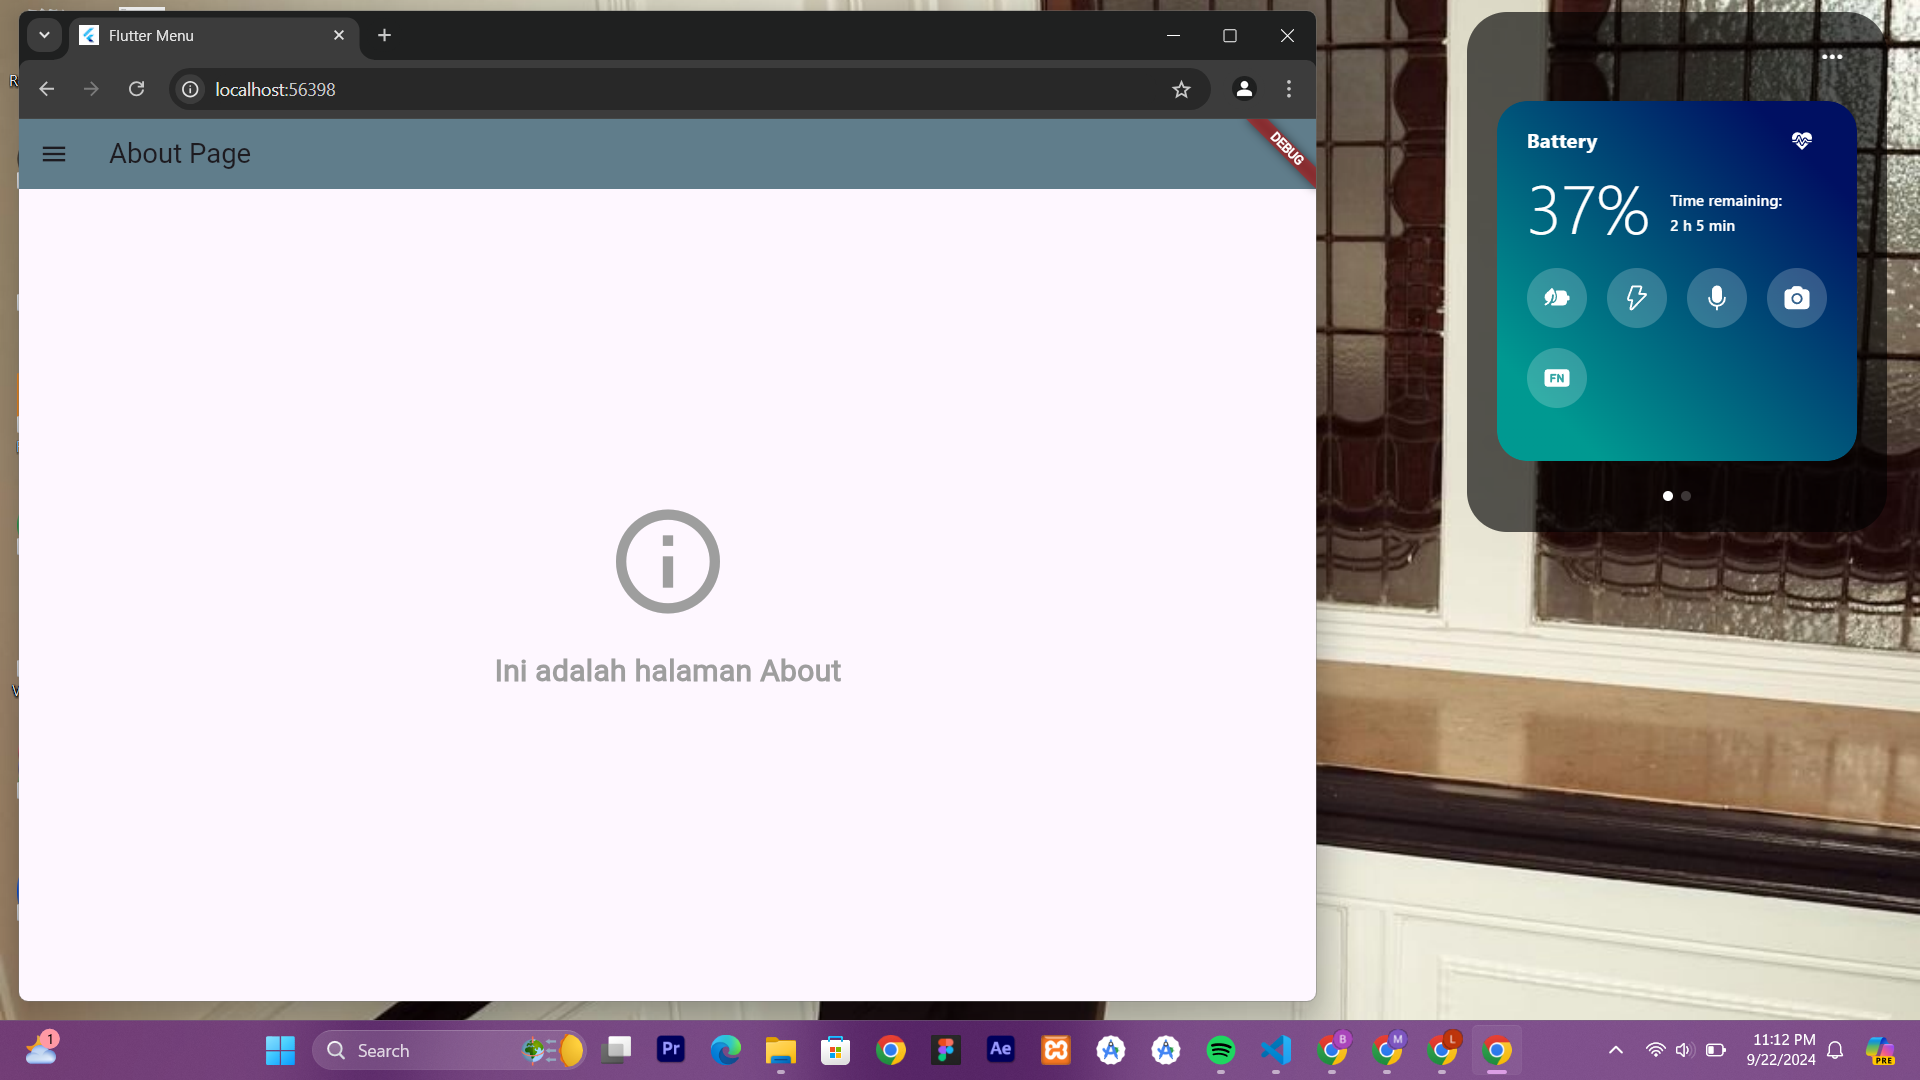 Flutter Menu
localhost:56398
About Page
DEBUG
Ini adalah halaman About
Battery
37%
Time remaining:
2 h 5 min
FN
R
V
1
Search
Pr
Ae
B
M
L
11:12 PM
9/22/2024
PRE